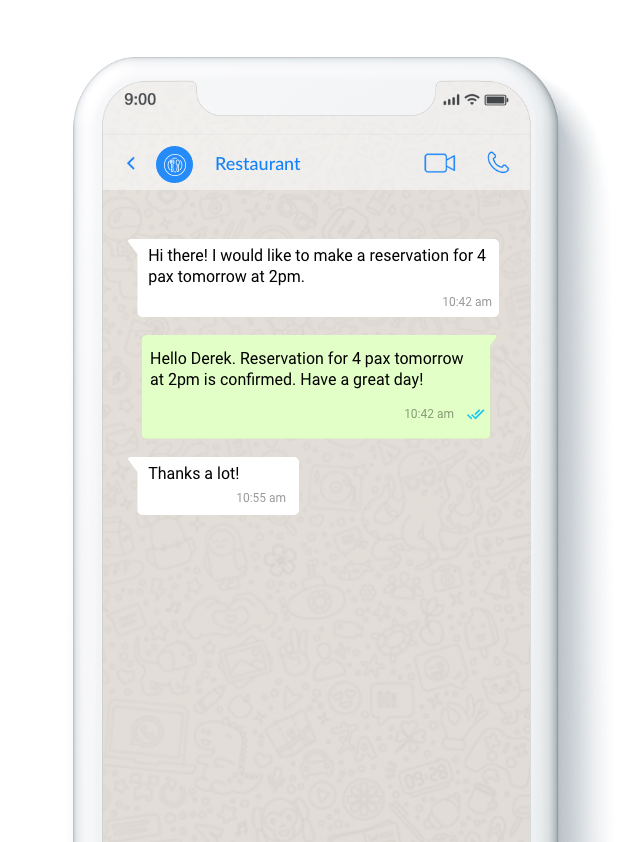 9:00
Restaurant
Hi there! I would like to make a reservation for 4
pax tomorrow at 2pm.
10:42 am
Hello Derek. Reservation for 4 pax tomorrow
at 2pm is confirmed. Have a great day!
10:42 am
Thanks a lot!
10:55 am
09:28